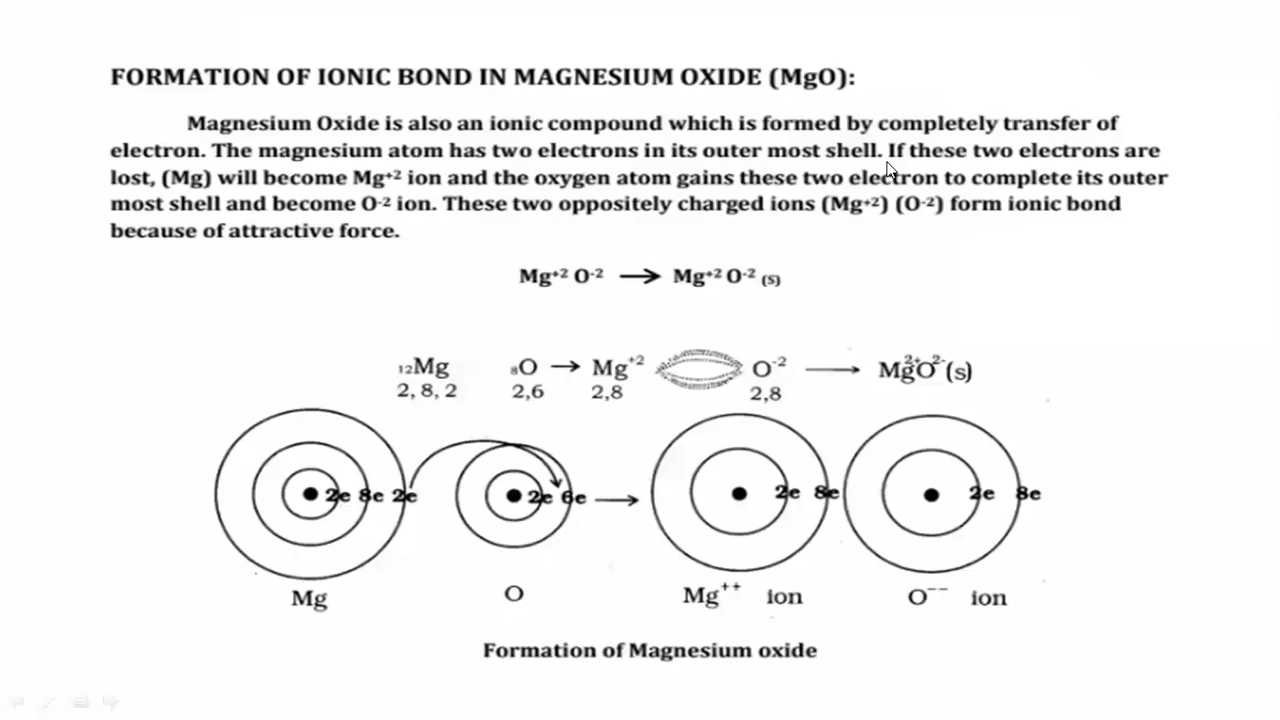 FORMATION OF IONIC BOND IN MAGNESIUM OXIDE (MgO):
Magnesium Oxide is also an ionic compound which is formed by completely transfer of
electron. The magnesium atom has two electrons in its outer most shell. If these two electrons are
lost, (Mg) will become Mg⁺² ion and the oxygen atom gains these two electron to complete its outer
most shell and become O⁻² ion. These two oppositely charged ions (Mg⁺²) (O⁻²) form ionic bond
because of attractive force.
Mg⁺² O⁻² → Mg⁺² O⁻² (S)
₁₂Mg ₈O → Mg⁺² O⁻² → Mg²⁺O²⁻(s)
2, 8, 2 2,6 2,8 2,8
2e 8e 2e 2e 6e → 2e 8e 2e 8e
Mg O Mg⁺⁺ ion O⁻⁻ ion
Formation of Magnesium oxide